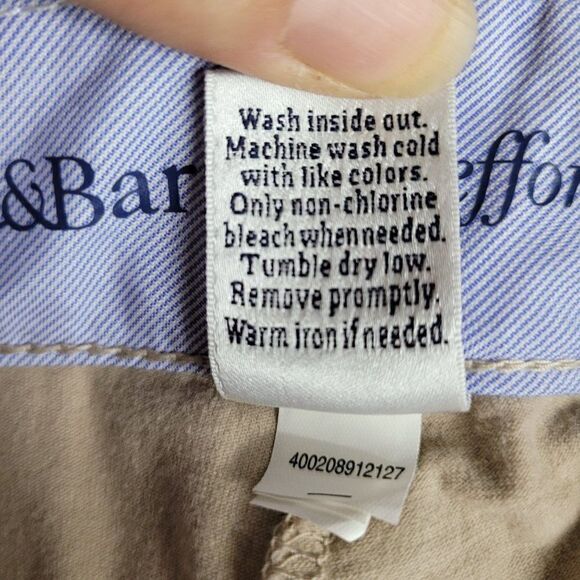 &Bar effor
Wash inside out.
Machine wash cold
with like colors.
Only non-chlorine
bleach when needed.
Tumble dry low.
Remove promptly.
Warm iron if needed.
400208912127